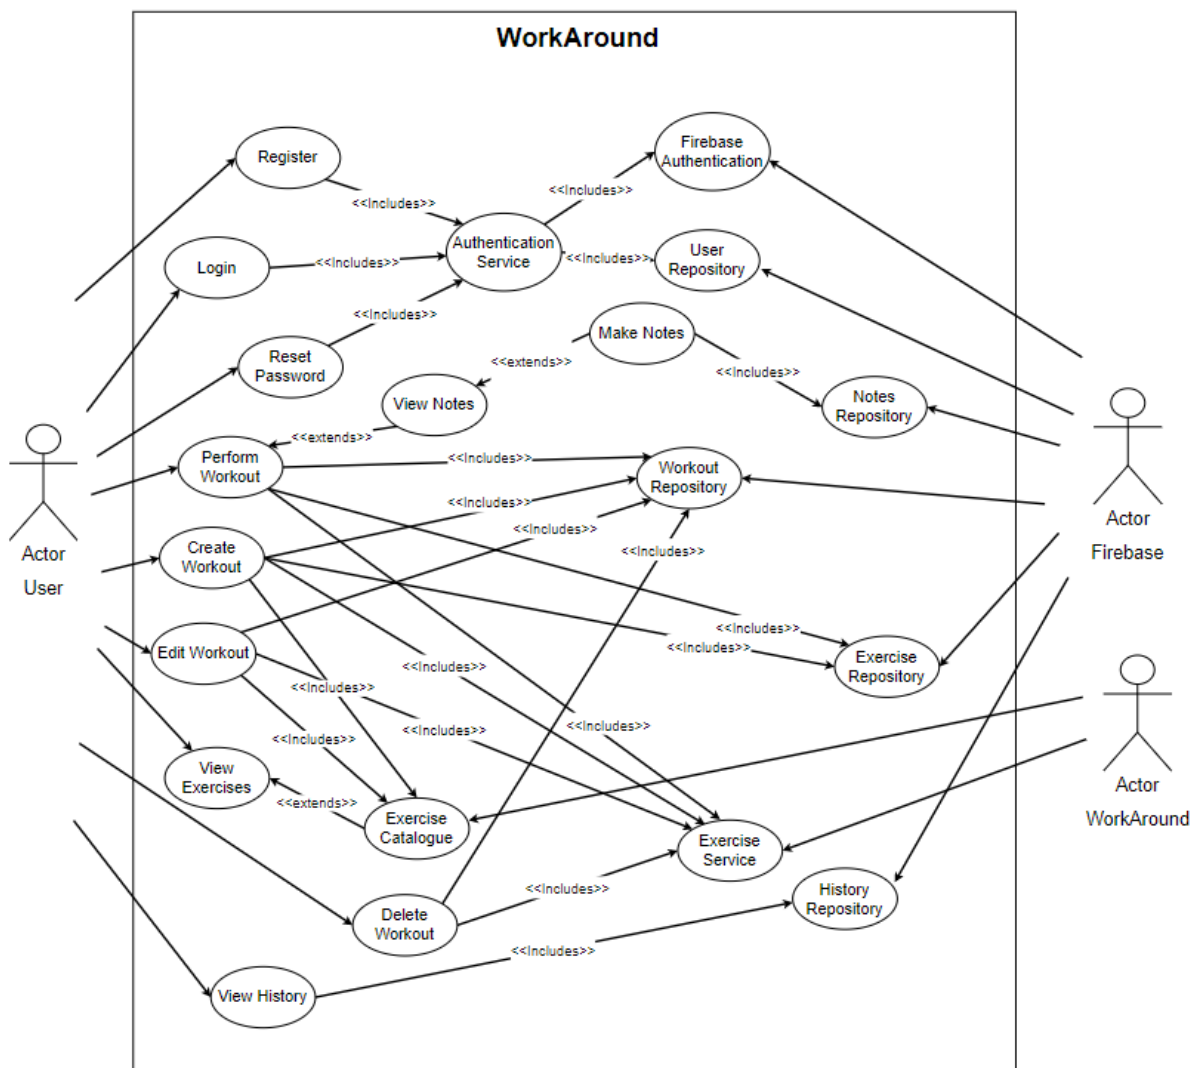 WorkAround
Firebase
Authentication
Register
<<Includes>>
<<Includes>>
Authentication
Service
User
Repository
<<Includes>>
<<Includes>>
Login
<<Includes>>
Make Notes
Reset
Password
<<extends>>
<<Includes>>
View Notes
Notes
Repository
<<extends>>
Perform
Workout
<<Includes>>
Workout
Repository
<<Includes>>
<<Includes>>
<<Includes>>
Actor
User
Actor
Firebase
Create
Workout
<<Includes>>
<<Includes>>
Edit Workout
Exercise
Repository
<<Includes>>
<<Includes>>
<<Includes>>
<<Includes>>
<<Includes>>
View
Exercises
<<extends>>
Exercise
Catalogue
Exercise
Service
Actor
WorkAround
<<Includes>>
History
Repository
Delete
Workout
<<Includes>>
View History